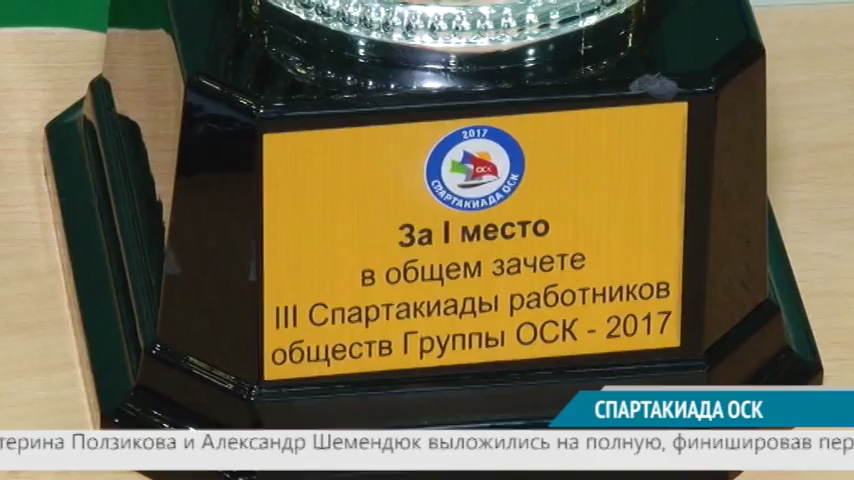 2017
ОСК
СПАРТАКИАДА ОСК
За I место
в общем зачете
III Спартакиады работников
обществ Группы ОСК - 2017
СПАРТАКИАДА ОСК
терина Ползикова и Александр Шемендюк выложились на полную, финишировав пер